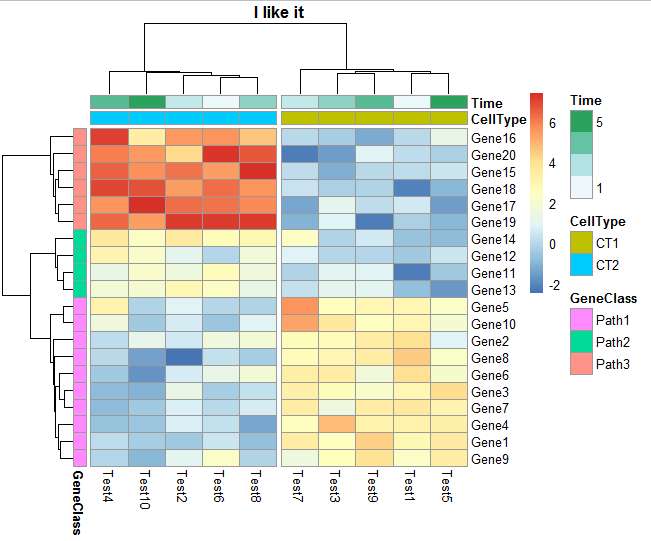 I like it
Time
CellType
Gene16
Gene20
Gene15
Gene18
Gene17
Gene19
Gene14
Gene12
Gene11
Gene13
Gene5
Gene10
Gene2
Gene8
Gene6
Gene3
Gene7
Gene4
Gene1
Gene9
GeneClass
Test4
Test10
Test2
Test6
Test8
Test7
Test3
Test9
Test1
Test5
6
4
2
0
-2
Time
5
1
CellType
CT1
CT2
GeneClass
Path1
Path2
Path3